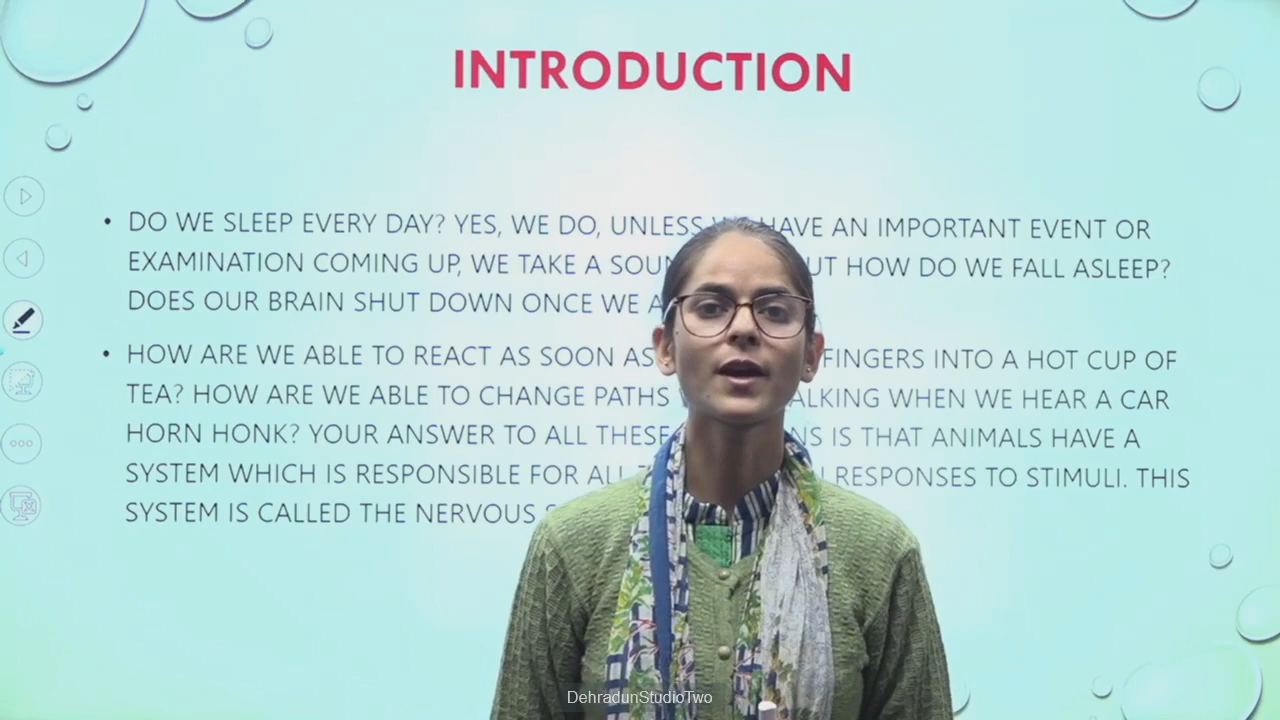 INTRODUCTION
• DO WE SLEEP EVERY DAY? YES, WE DO, UNLESS HAVE AN IMPORTANT EVENT OR
EXAMINATION COMING UP, WE TAKE A HOW DO WE FALL ASLEEP?
DOES OUR BRAIN SHUT DOWN ONCE WE
• HOW ARE WE ABLE TO REACT AS SOON AS FINGERS INTO A HOT CUP OF
TEA? HOW ARE WE ABLE TO CHANGE PATHS WHEN WE HEAR A CAR
HORN HONK? YOUR ANSWER TO ALL THESE IS THAT ANIMALS HAVE A
SYSTEM WHICH IS RESPONSIBLE FOR ALL RESPONSES TO STIMULI. THIS
SYSTEM IS CALLED THE NERVOUS
DehradunStudioTwo